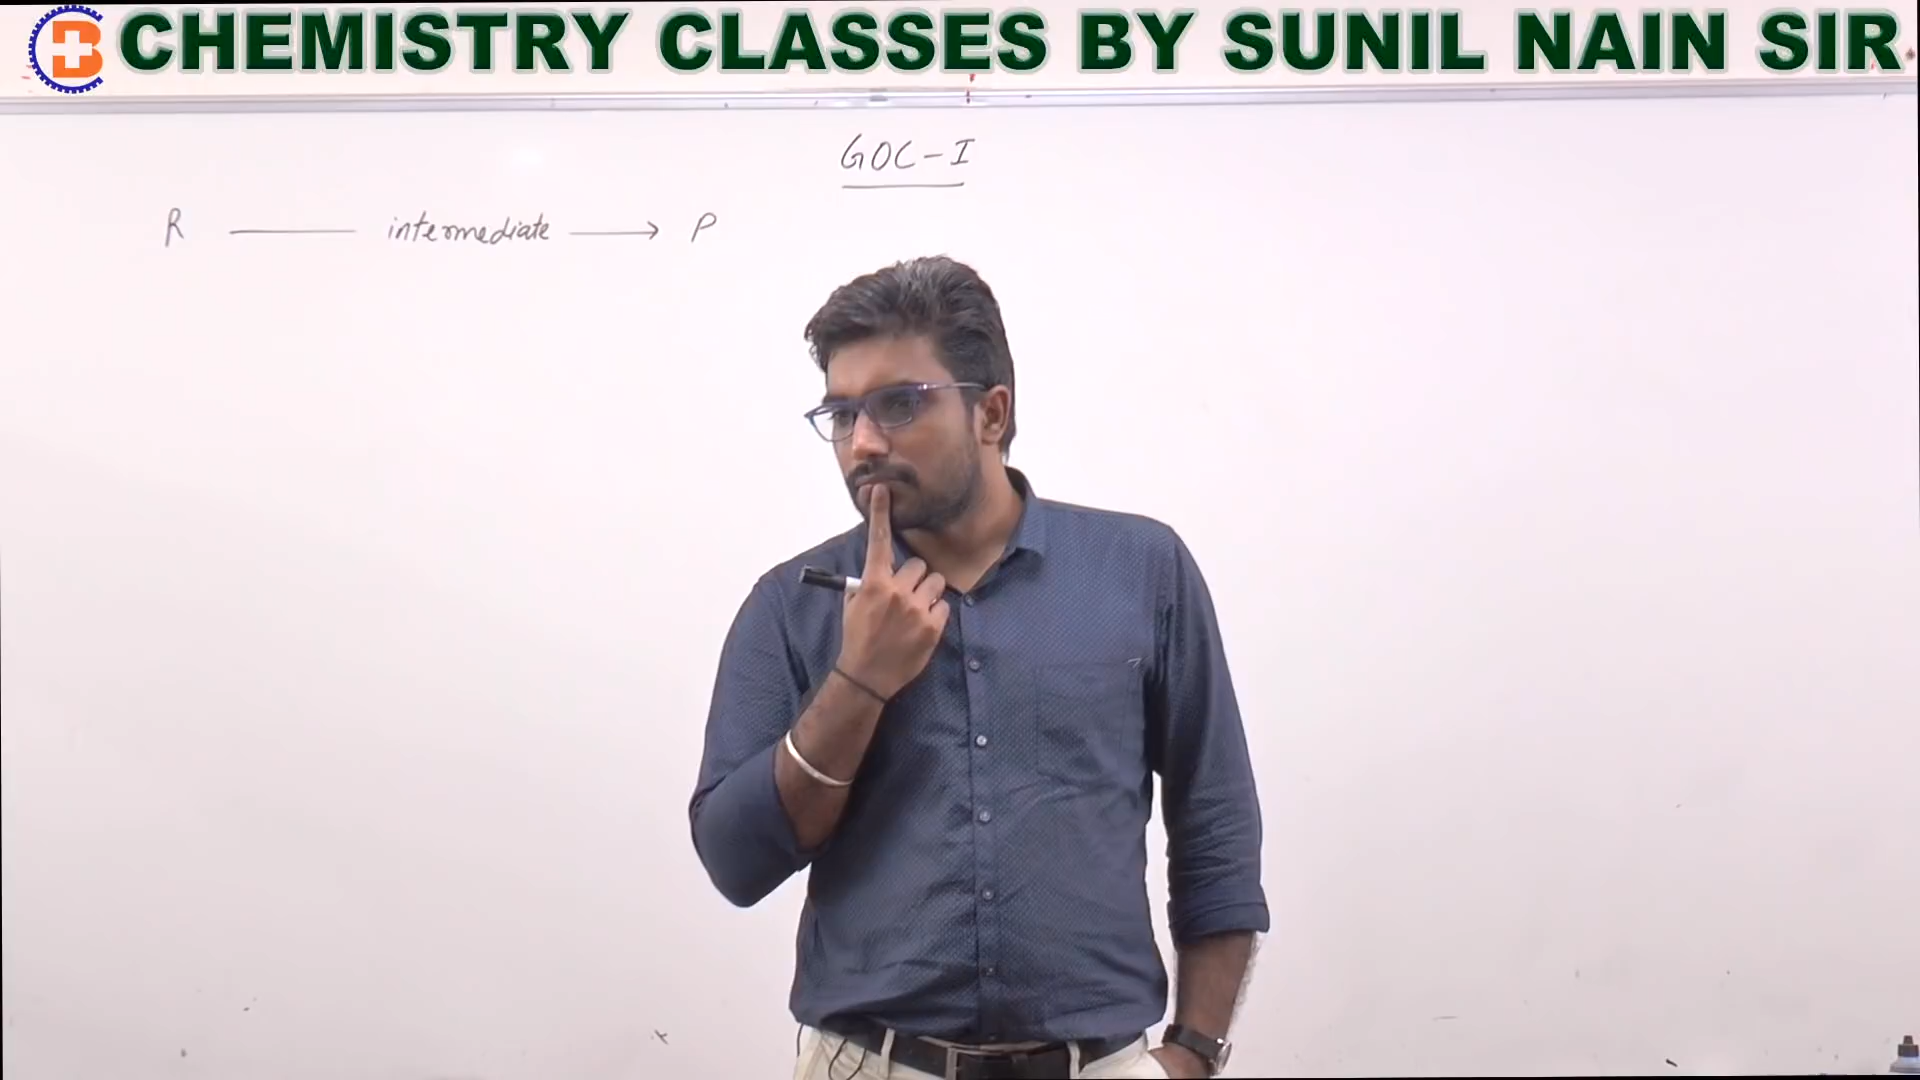 CHEMISTRY CLASSES BY SUNIL NAIN SIR
GOC-I
R ——— intermediate ——→ P